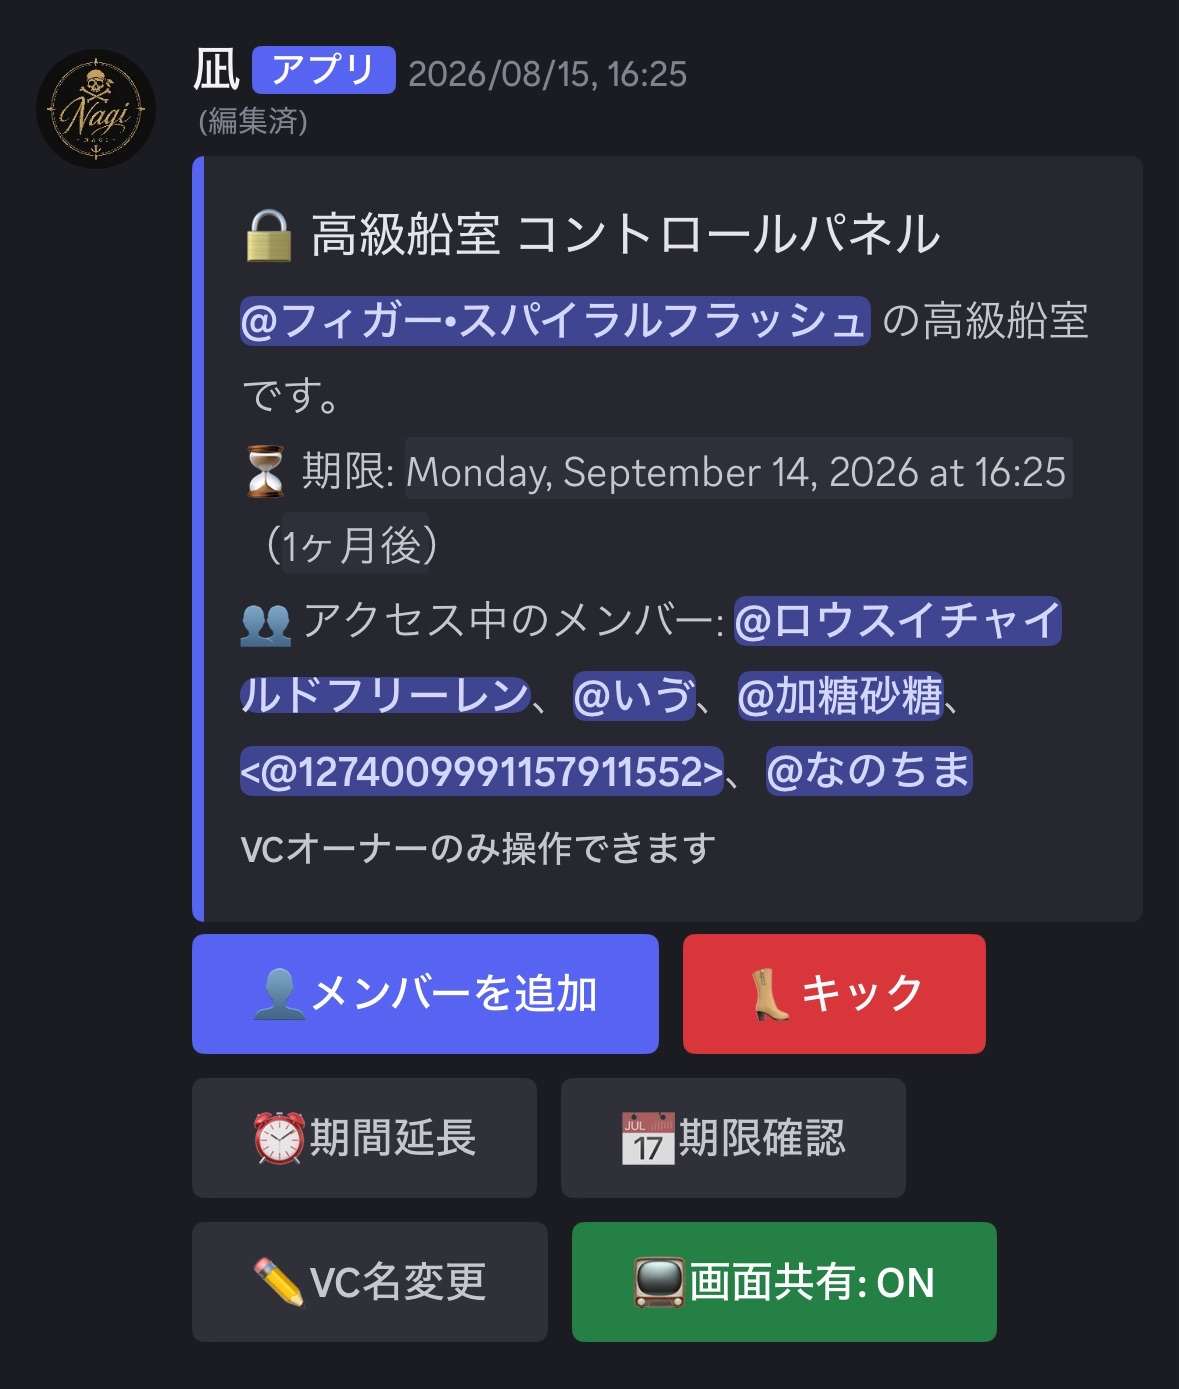 Nagi
凪 アプリ 2026/08/15, 16:25
(編集済)
高級船室 コントロールパネル
@フィガー•スパイラルフラッシュ の高級船室
です。
期限: Monday, September 14, 2026 at 16:25
（1ヶ月後）
アクセス中のメンバー: @ロウスイチャイ
ルドフリーレン、@いゔ、@加糖砂糖、
<@1274009991157911552>、@なのちま
VCオーナーのみ操作できます
メンバーを追加
キック
期間延長
JUL 17 期限確認
VC名変更
画面共有: ON